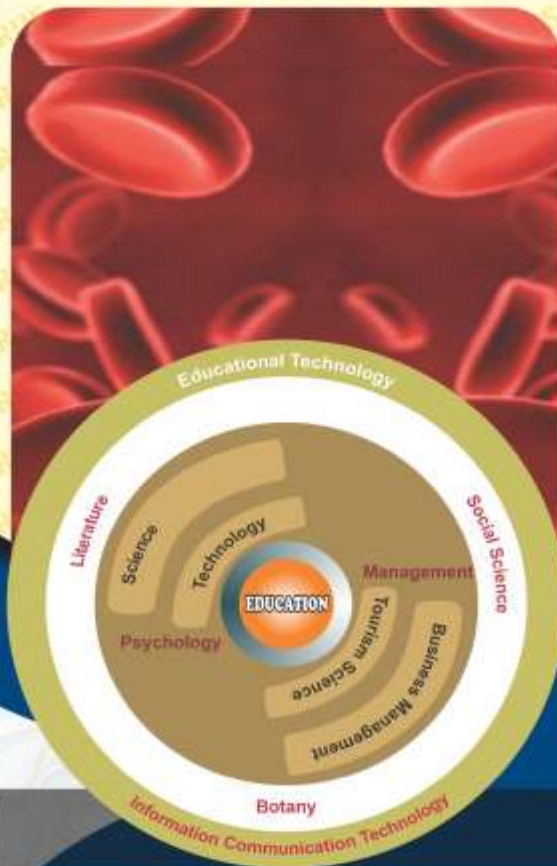 Educational Technology
Literature
Social Science
Science
Technology
Management
EDUCATION
Psychology
Tourism Science
Business Management
Botany
Information Communication Technology